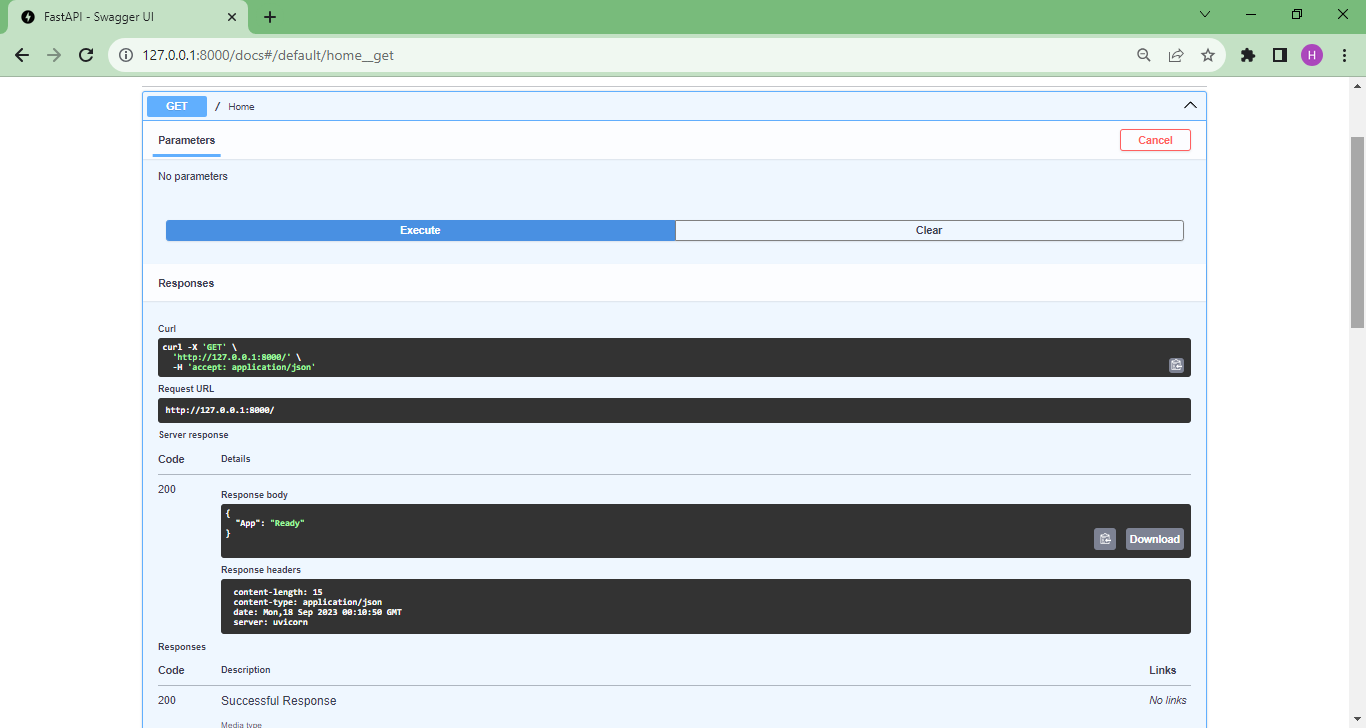 FastAPI - Swagger UI
127.0.0.1:8000/docs#/default/home__get
H
GET / Home
Parameters Cancel
No parameters
Execute Clear
Responses
Curl
curl -X 'GET' \
'http://127.0.0.1:8000/' \
-H 'accept: application/json'
Request URL
http://127.0.0.1:8000/
Server response
Code Details
200
Response body
{
"App": "Ready"
}
Download
Response headers
content-length: 15
content-type: application/json
date: Mon,18 Sep 2023 00:10:50 GMT
server: uvicorn
Responses
Code Description Links
200 Successful Response No links
Media type